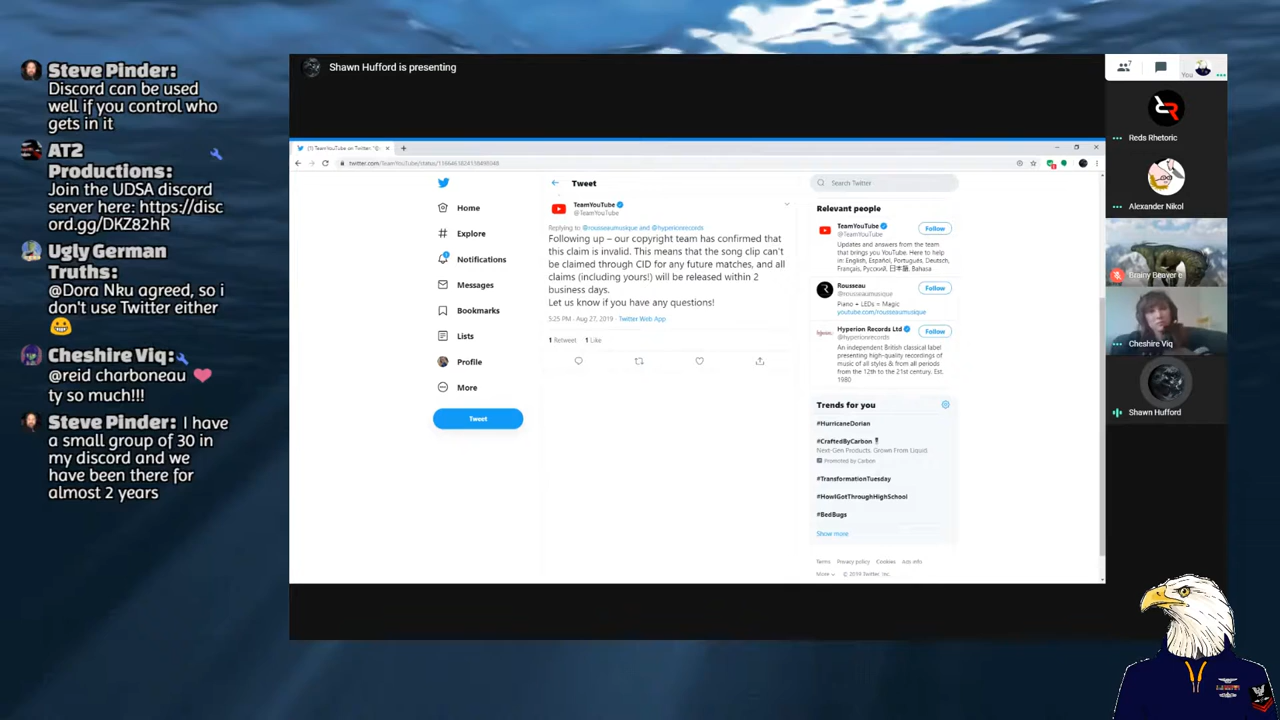 Steve Pinder:
Discord can be used
well if you control who
gets in it
AT2
Productions:
Join the UDSA discord
server here: https://disc
ord.gg/DKZ92hR
Ugly German
Truths:
@Dora Nku agreed, so i
don't use Twitter either
Cheshire Viq:
@reid charboneau
ty so much!!!
Steve Pinder: I have
a small group of 30 in
my discord and we
have been there for
almost 2 years
Shawn Hufford is presenting
(1) TeamYouTube on Twitter: "@
Home
Explore
Notifications
Messages
Bookmarks
Lists
Profile
More
Tweet
Tweet
TeamYouTube
@TeamYouTube
Replying to @rousseaumusique and @hyperionrecords
Following up – our copyright team has confirmed that
this claim is invalid. This means that the song clip can't
be claimed through CID for any future matches, and all
claims (including yours!) will be released within 2
business days.
Let us know if you have any questions!
5:25 PM · Aug 27, 2019 · Twitter Web App
1 Retweet 1 Like
Search Twitter
Relevant people
TeamYouTube
@TeamYouTube
Follow
Updates and answers from the team
that brings you YouTube. Here to help
in: English, Español, Português, Deutsch,
Français, Русский, 日本語, Bahasa
Rousseau
@rousseaumusique
Follow
Piano + LEDs = Magic
youtube.com/rousseaumusique
Hyperion Records Ltd
@hyperionrecords
Follow
An independent British classical label
presenting high-quality recordings of
music of all styles & from all periods
from the 12th to the 21st century. Est.
1980
Trends for you
#HurricaneDorian
#CraftedByCarbon
Next-Gen Products. Grown From Liquid.
Promoted by Carbon
#TransformationTuesday
#HowIGotThroughHighSchool
#BedBugs
Show more
Terms Privacy policy Cookies Ads info
More © 2019 Twitter, Inc.
7
You
Reds Rhetoric
Alexander Nikol
Brainy Beaver
Cheshire Viq
Shawn Hufford